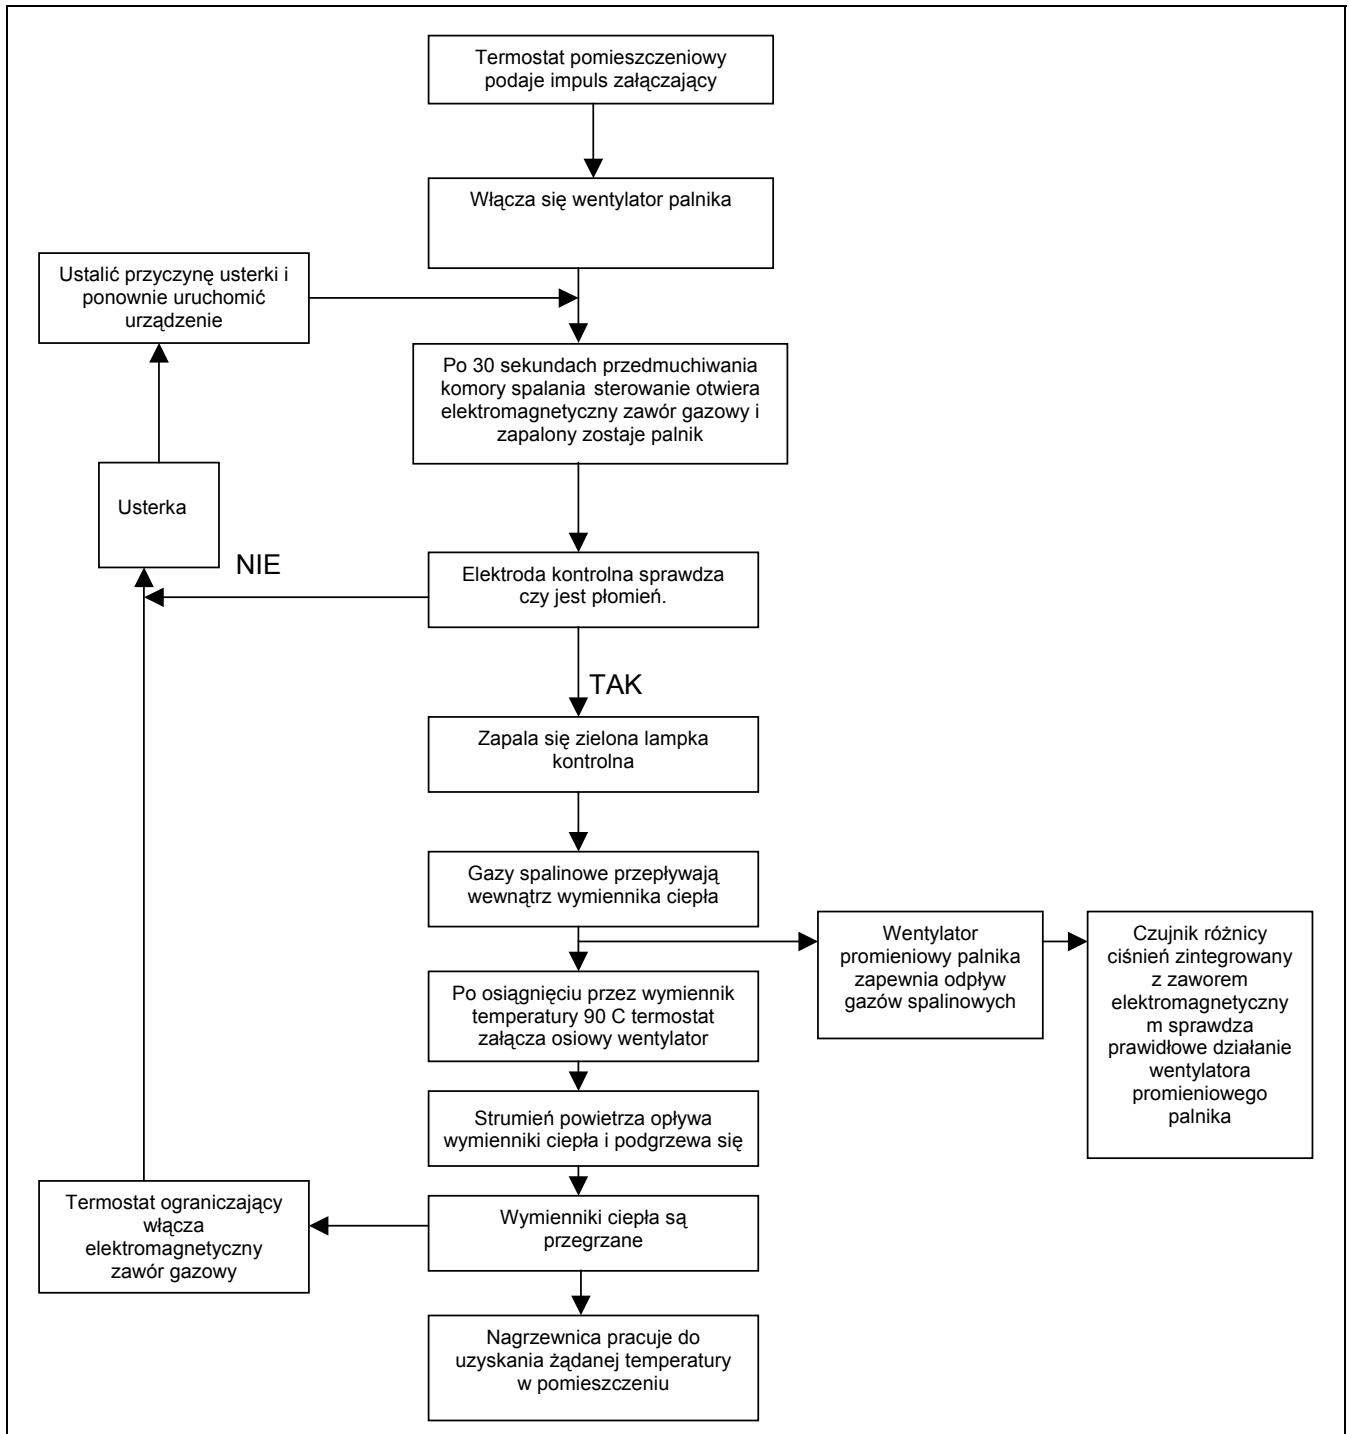 Termostat pomieszczeniowy
podaje impuls załączający
Włącza się wentylator palnika
Ustalić przyczynę usterki i
ponownie uruchomić
urządzenie
Po 30 sekundach przedmuchiwania
komory spalania sterowanie otwiera
elektromagnetyczny zawór gazowy i
zapalony zostaje palnik
Usterka
NIE
Elektroda kontrolna sprawdza
czy jest płomień.
TAK
Zapala się zielona lampka
kontrolna
Gazy spalinowe przepływają
wewnątrz wymiennika ciepła
Wentylator
promieniowy palnika
zapewnia odpływ
gazów spalinowych
Czujnik różnicy
ciśnień zintegrowany
z zaworem
elektromagnetyczny
m sprawdza
prawidłowe działanie
wentylatora
promieniowego
palnika
Po osiągnięciu przez wymiennik
temperatury 90 C termostat
załącza osiowy wentylator
Strumień powietrza opływa
wymienniki ciepła i podgrzewa się
Termostat ograniczający
włącza
elektromagnetyczny
zawór gazowy
Wymienniki ciepła są
przegrzane
Nagrzewnica pracuje do
uzyskania żądanej temperatury
w pomieszczeniu